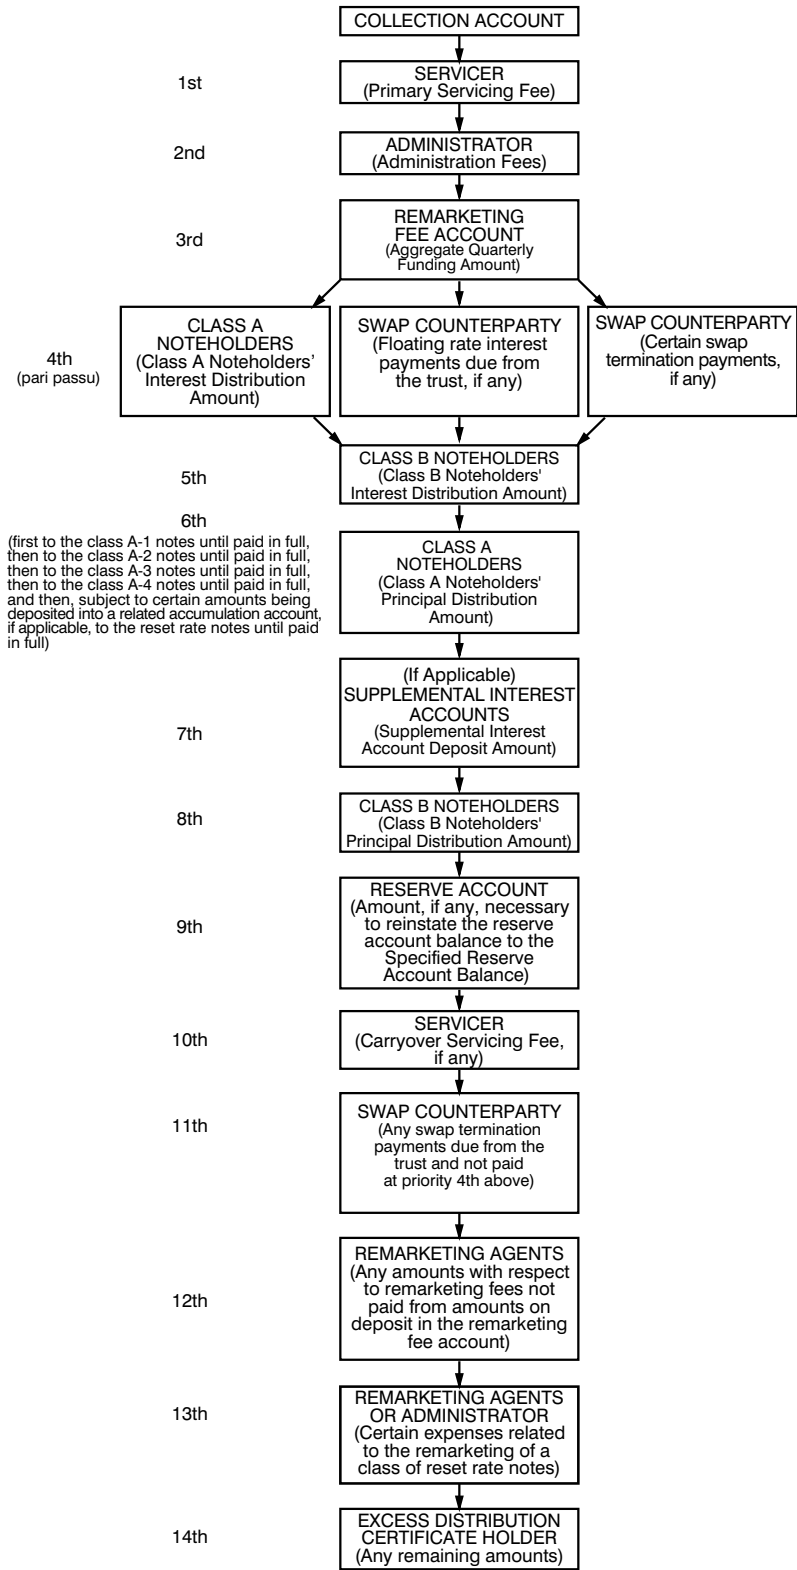 COLLECTION ACCOUNT
1st
SERVICER
(Primary Servicing Fee)
2nd
ADMINISTRATOR
(Administration Fees)
3rd
REMARKETING
FEE ACCOUNT
(Aggregate Quarterly
Funding Amount)
4th
(pari passu)
CLASS A
NOTEHOLDERS
(Class A Noteholders’
Interest Distribution
Amount)
SWAP COUNTERPARTY
(Floating rate interest
payments due from
the trust, if any)
SWAP COUNTERPARTY
(Certain swap
termination payments,
if any)
5th
CLASS B NOTEHOLDERS
(Class B Noteholders'
Interest Distribution Amount)
6th
(first to the class A-1 notes until paid in full,
then to the class A-2 notes until paid in full,
then to the class A-3 notes until paid in full,
then to the class A-4 notes until paid in full,
and then, subject to certain amounts being
deposited into a related accumulation account,
if applicable, to the reset rate notes until paid
in full)
CLASS A
NOTEHOLDERS
(Class A Noteholders'
Principal Distribution
Amount)
7th
(If Applicable)
SUPPLEMENTAL INTEREST
ACCOUNTS
(Supplemental Interest
Account Deposit Amount)
8th
CLASS B NOTEHOLDERS
(Class B Noteholders'
Principal Distribution Amount)
9th
RESERVE ACCOUNT
(Amount, if any, necessary
to reinstate the reserve
account balance to the
Specified Reserve
Account Balance)
10th
SERVICER
(Carryover Servicing Fee,
if any)
11th
SWAP COUNTERPARTY
(Any swap termination
payments due from the
trust and not paid
at priority 4th above)
12th
REMARKETING AGENTS
(Any amounts with respect
to remarketing fees not
paid from amounts on
deposit in the remarketing
fee account)
13th
REMARKETING AGENTS
OR ADMINISTRATOR
(Certain expenses related
to the remarketing of a
class of reset rate notes)
14th
EXCESS DISTRIBUTION
CERTIFICATE HOLDER
(Any remaining amounts)